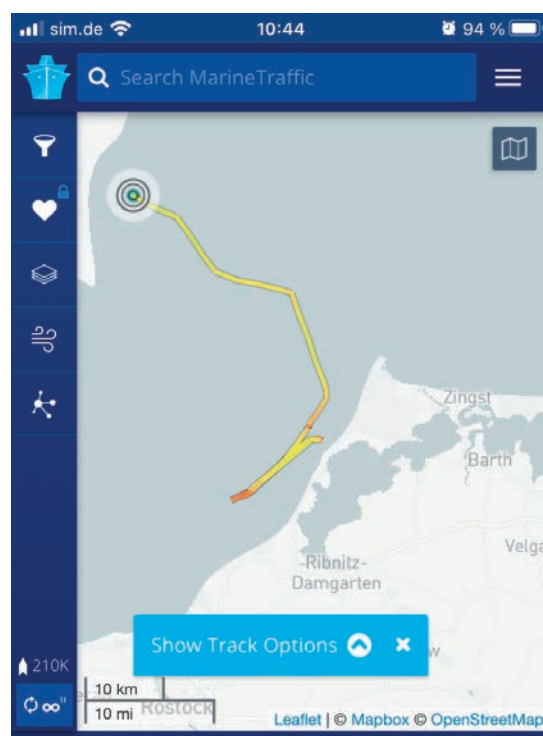 sim.de 10:44 94 %
Search MarineTraffic
Zingst
Barth
Velga
-Ribnitz-
Damgarten
Show Track Options ×
w
210K
10 km
∞"
10 mi Rostock
Leaflet | © Mapbox © OpenStreetMap